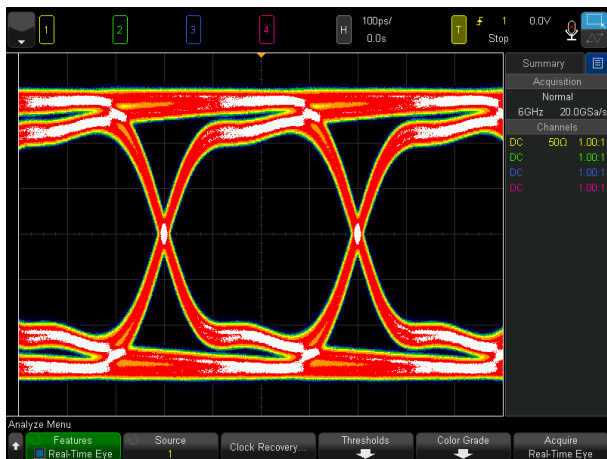 1 2 3 4 H 100ps/ T 1 0.0V
0.0s Stop
Summary
Acquisition
Normal
6GHz 20.0GSa/s
Channels
DC 50Ω 1.00:1
DC 1.00:1
DC 1.00:1
DC 1.00:1
Analyze Menu
Features Source Clock Recovery... Thresholds Color Grade Acquire
Real-Time Eye 1 Real-Time Eye